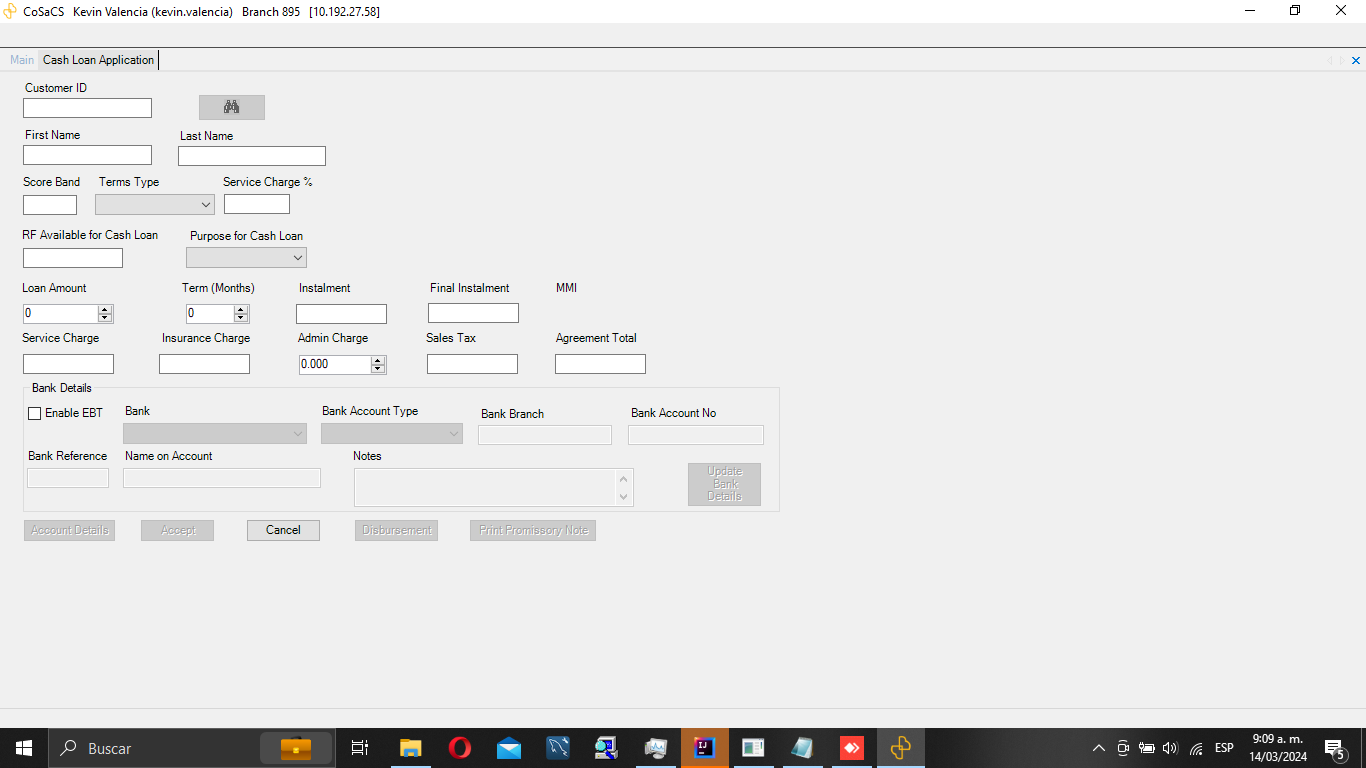 CoSaCS Kevin Valencia (kevin.valencia) Branch 895 [10.192.27.58]
Main Cash Loan Application
Customer ID
First Name Last Name
Score Band Terms Type Service Charge %
RF Available for Cash Loan Purpose for Cash Loan
Loan Amount Term (Months) Instalment Final Instalment MMI
0 0
Service Charge Insurance Charge Admin Charge Sales Tax Agreement Total
0.000
Bank Details
Enable EBT Bank Bank Account Type Bank Branch Bank Account No
Bank Reference Name on Account Notes
Update
Bank
Details
Account Details Accept Cancel Disbursement Print Promissory Note
Buscar
IJ
ESP
9:09 a. m.
14/03/2024
5